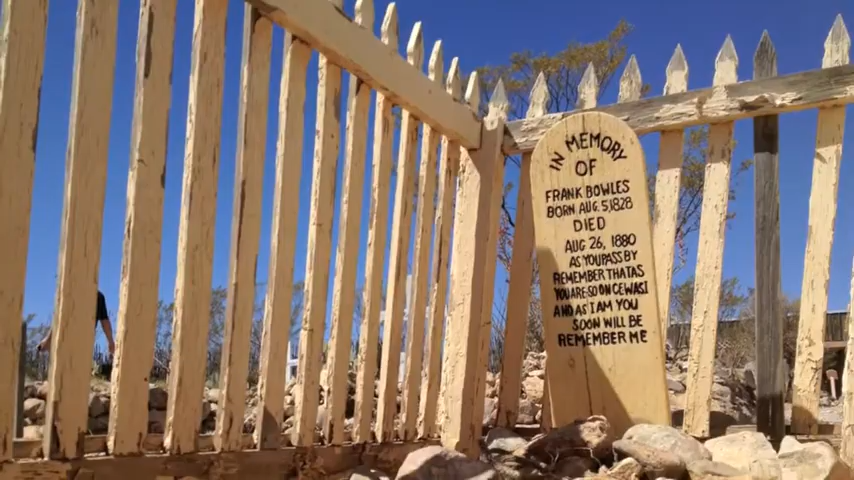 IN MEMORY
OF
FRANK BOWLES
BORN AUG. 5,1828
DIED
AUG 26, 1880
AS YOU PASS BY
REMEMBER THAT AS
YOU ARE SO ONCE WAS I
AND AS I AM YOU
SOON WILL BE
REMEMBER ME